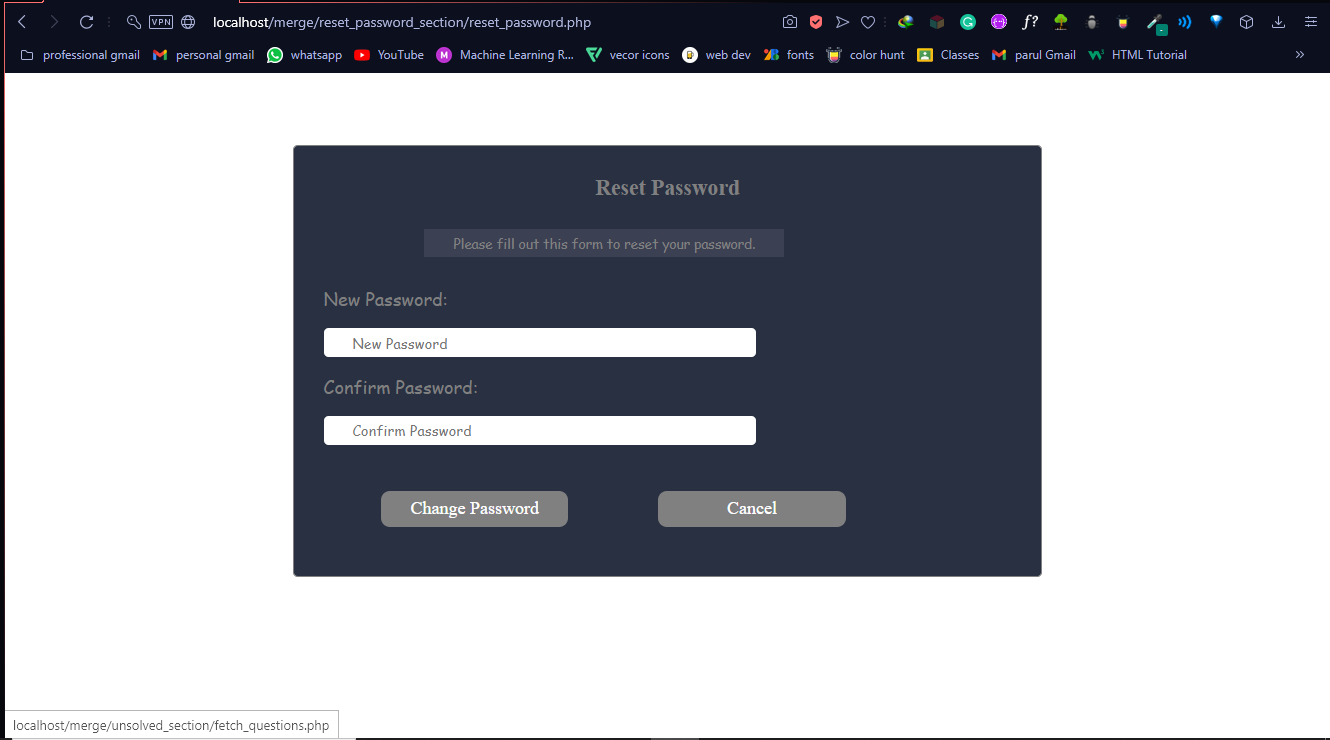 VPN localhost/merge/reset_password_section/reset_password.php f?
professional gmail personal gmail whatsapp YouTube M Machine Learning R... vecor icons web dev fonts color hunt Classes parul Gmail HTML Tutorial »
Reset Password
Please fill out this form to reset your password.
New Password:
New Password
Confirm Password:
Confirm Password
Change Password Cancel
localhost/merge/unsolved_section/fetch_questions.php